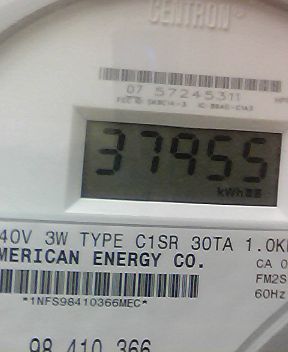 CENTRON
07 57245311
37955
kWh
40V 3W TYPE C1SR 30TA 1.0K
MERICAN ENERGY CO.
CA 0
FM2S
60Hz
*1NFS98410366MEC*
98 410 366